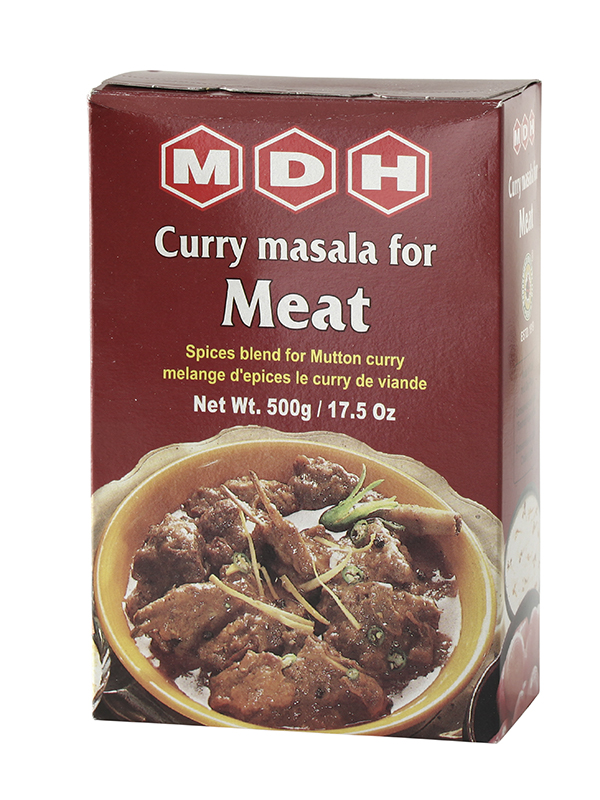 MDH
Curry masala for
Meat
Spices blend for Mutton curry
melange d'epices le curry de viande
Net Wt. 500g / 17.5 Oz
MDH
Curry masala for
Meat